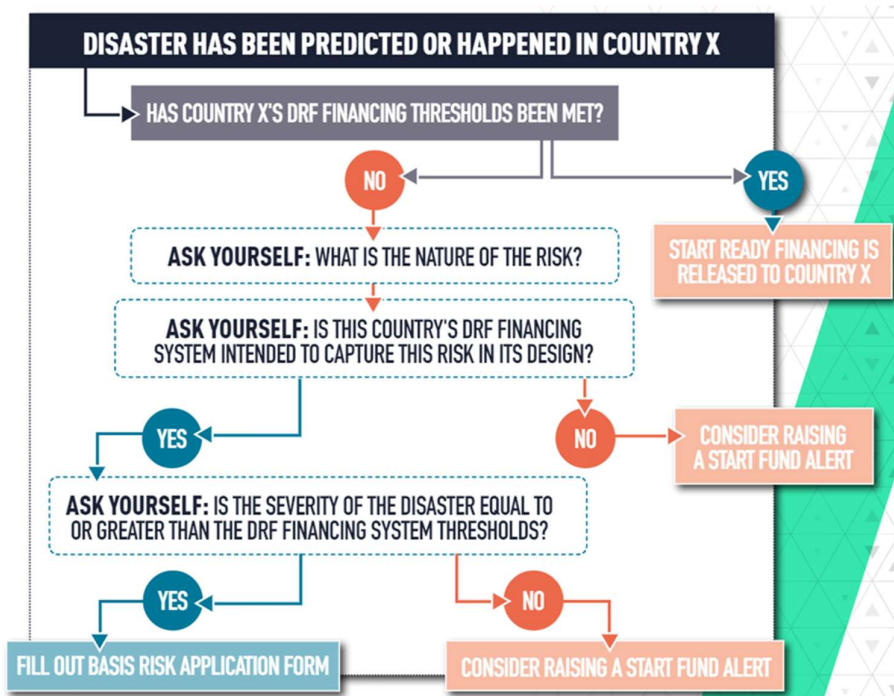 DISASTER HAS BEEN PREDICTED OR HAPPENED IN COUNTRY X
HAS COUNTRY X'S DRF FINANCING THRESHOLDS BEEN MET?
NO
YES
ASK YOURSELF: WHAT IS THE NATURE OF THE RISK?
START READY FINANCING IS
RELEASED TO COUNTRY X
ASK YOURSELF: IS THIS COUNTRY'S DRF FINANCING
SYSTEM INTENDED TO CAPTURE THIS RISK IN ITS DESIGN?
YES
NO
CONSIDER RAISING
A START FUND ALERT
ASK YOURSELF: IS THE SEVERITY OF THE DISASTER EQUAL TO
OR GREATER THAN THE DRF FINANCING SYSTEM THRESHOLDS?
YES
NO
FILL OUT BASIS RISK APPLICATION FORM
CONSIDER RAISING A START FUND ALERT